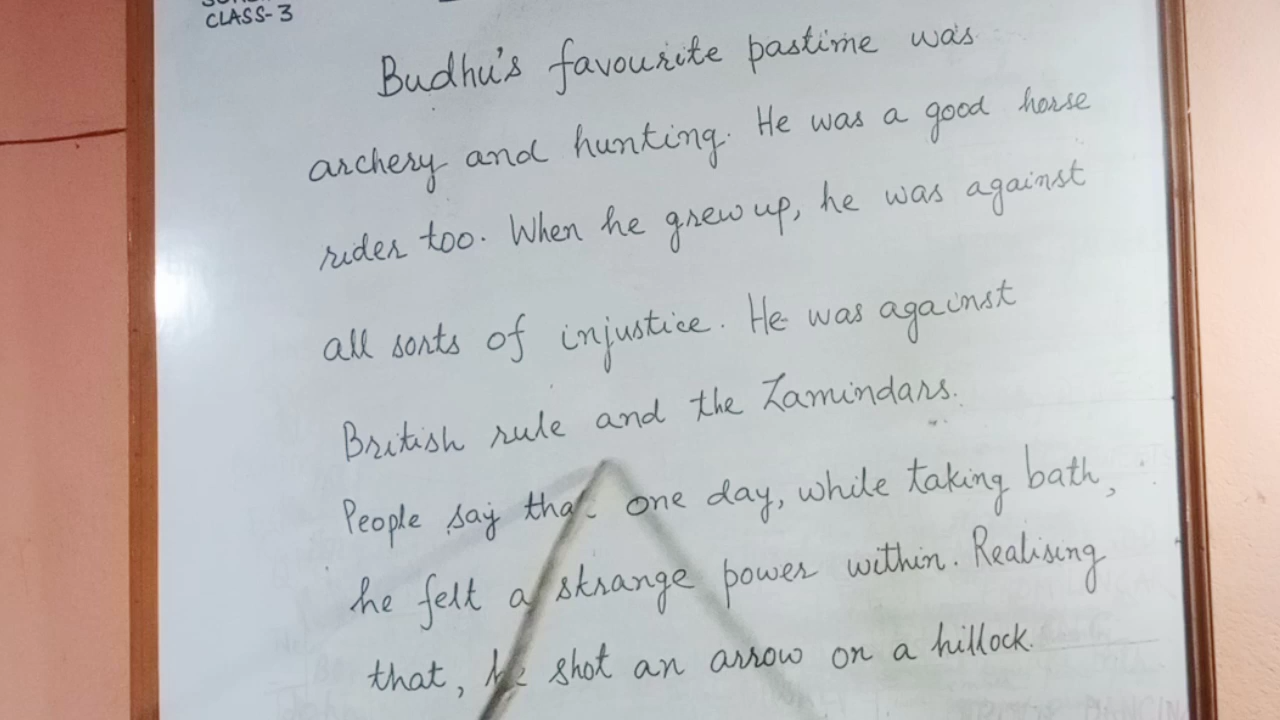 CLASS-3
Budhu's favourite pastime was
archery and hunting. He was a good horse
rider too. When he grew up, he was against
all sorts of injustice. He was against
British rule and the Zamindars.
People say that one day, while taking bath,
he felt a strange power within. Realising
that, he shot an arrow on a hillock.